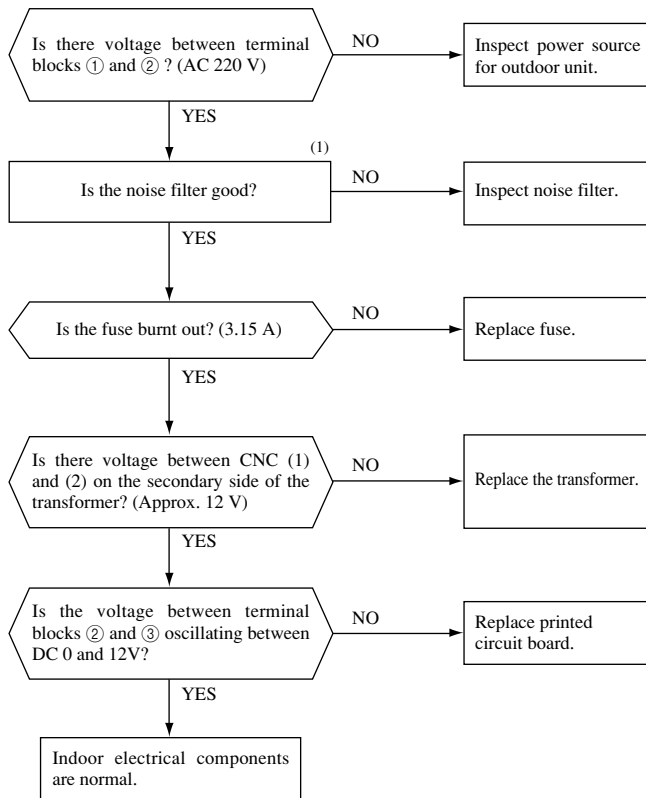 Is there voltage between terminal
blocks ① and ② ? (AC 220 V)
NO
Inspect power source
for outdoor unit.
YES
(1)
Is the noise filter good?
NO
Inspect noise filter.
YES
Is the fuse burnt out? (3.15 A)
NO
Replace fuse.
YES
Is there voltage between CNC (1)
and (2) on the secondary side of the
transformer? (Approx. 12 V)
NO
Replace the transformer.
YES
Is the voltage between terminal
blocks ② and ③ oscillating between
DC 0 and 12V?
NO
Replace printed
circuit board.
YES
Indoor electrical components
are normal.